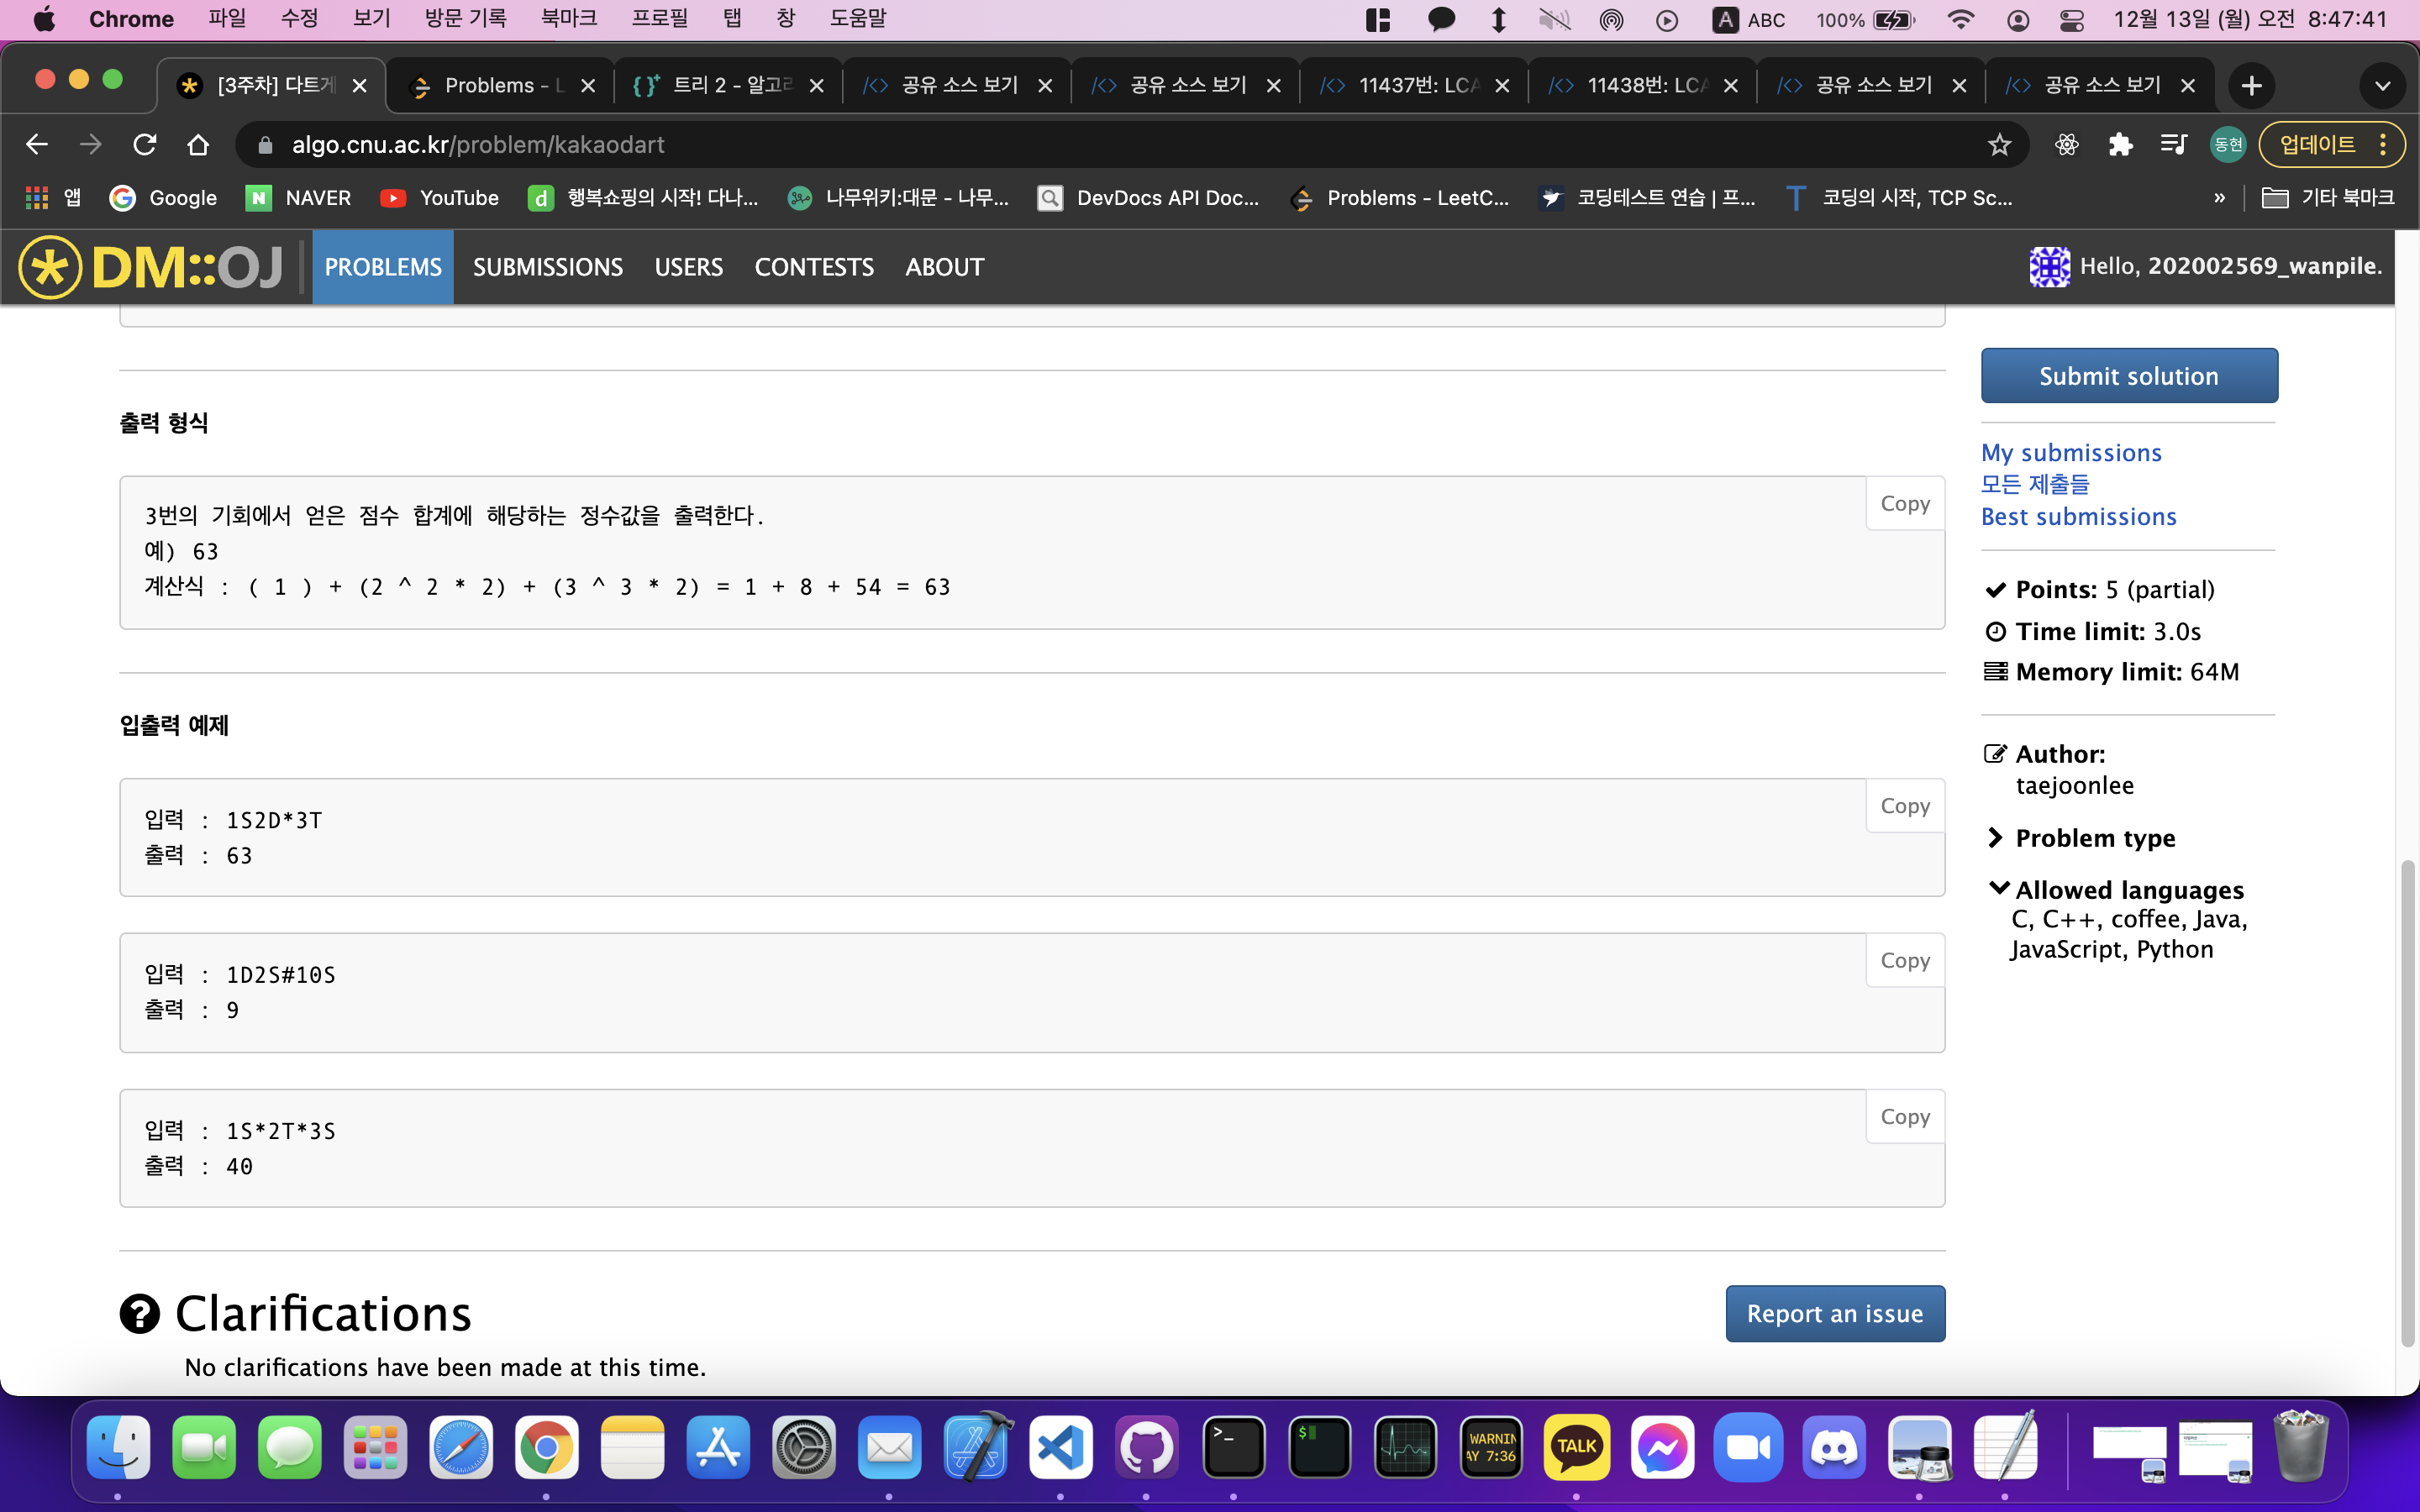 Chrome 파일 수정 보기 방문 기록 북마크 프로필 탭 창 도움말 A ABC 100% 12월 13일 (월) 오전 8:47:41
[3주차] 다트게 Problems - L 트리 2 - 알고리 공유 소스 보기 공유 소스 보기 11437번: LCA 11438번: LCA 공유 소스 보기 공유 소스 보기
algo.cnu.ac.kr/problem/kakaodart 동현 업데이트
앱 Google NAVER YouTube 행복쇼핑의 시작! 다나... 나무위키:대문 - 나무... DevDocs API Doc... Problems - LeetC... 코딩테스트 연습 | 프... 코딩의 시작, TCP Sc... » 기타 북마크
DM::OJ PROBLEMS SUBMISSIONS USERS CONTESTS ABOUT Hello, 202002569_wanpile.
출력 형식
Copy
3번의 기회에서 얻은 점수 합계에 해당하는 정수값을 출력한다.
예) 63
계산식 : ( 1 ) + (2 ^ 2 * 2) + (3 ^ 3 * 2) = 1 + 8 + 54 = 63
입출력 예제
Copy
입력 : 1S2D*3T
출력 : 63
Copy
입력 : 1D2S#10S
출력 : 9
Copy
입력 : 1S*2T*3S
출력 : 40
Clarifications
Report an issue
No clarifications have been made at this time.
Submit solution
My submissions
모든 제출들
Best submissions
Points: 5 (partial)
Time limit: 3.0s
Memory limit: 64M
Author:
taejoonlee
Problem type
Allowed languages
C, C++, coffee, Java,
JavaScript, Python
WARNIN
AY 7:36
TALK